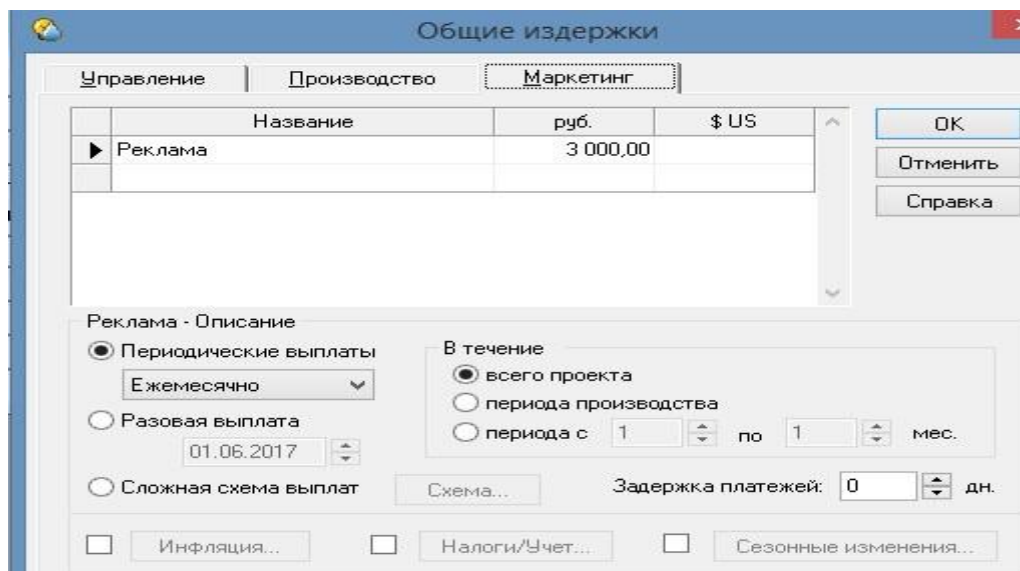 Общие издержки
Управление Производство Маркетинг
Название руб. $ US
Реклама 3 000,00
OK
Отменить
Справка
Реклама - Описание
Периодические выплаты
Ежемесячно
Разовая выплата
01.06.2017
Сложная схема выплат Схема...
В течение
всего проекта
периода производства
периода с 1 по 1 мес.
Задержка платежей: 0 дн.
Инфляция... Налоги/Учет... Сезонные изменения...